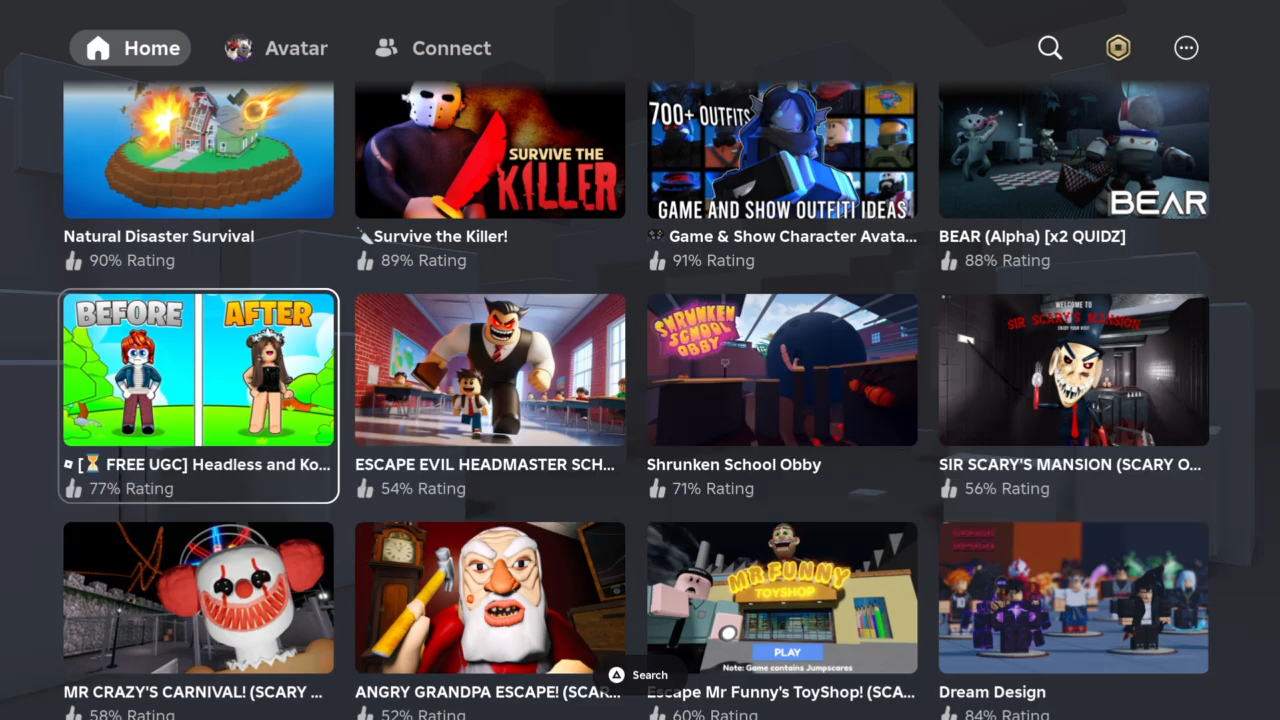 Home
Avatar
Connect
SURVIVE THE
KILLER
700+ OUTFITS
GAME AND SHOW OUTFIT IDEAS
BEAR
Natural Disaster Survival
Survive the Killer!
Game & Show Character Avata...
BEAR (Alpha) [x2 QUIDZ]
90% Rating
89% Rating
91% Rating
88% Rating
BEFORE
AFTER
SHRUNKEN
SCHOOL
OBBY
WELCOME TO
SIR SCARY'S MANSION
ENJOY YOUR VISIT
[⏳ FREE UGC] Headless and Ko...
ESCAPE EVIL HEADMASTER SCH...
Shrunken School Obby
SIR SCARY'S MANSION (SCARY O...
77% Rating
54% Rating
71% Rating
56% Rating
MR FUNNY
TOYSHOP
PLAY
Note: Game contains Jumpscares
Search
MR CRAZY'S CARNIVAL! (SCARY ...
ANGRY GRANDPA ESCAPE! (SCAR...
Escape Mr Funny's ToyShop! (SCA...
Dream Design
58% Rating
52% Rating
60% Rating
84% Rating